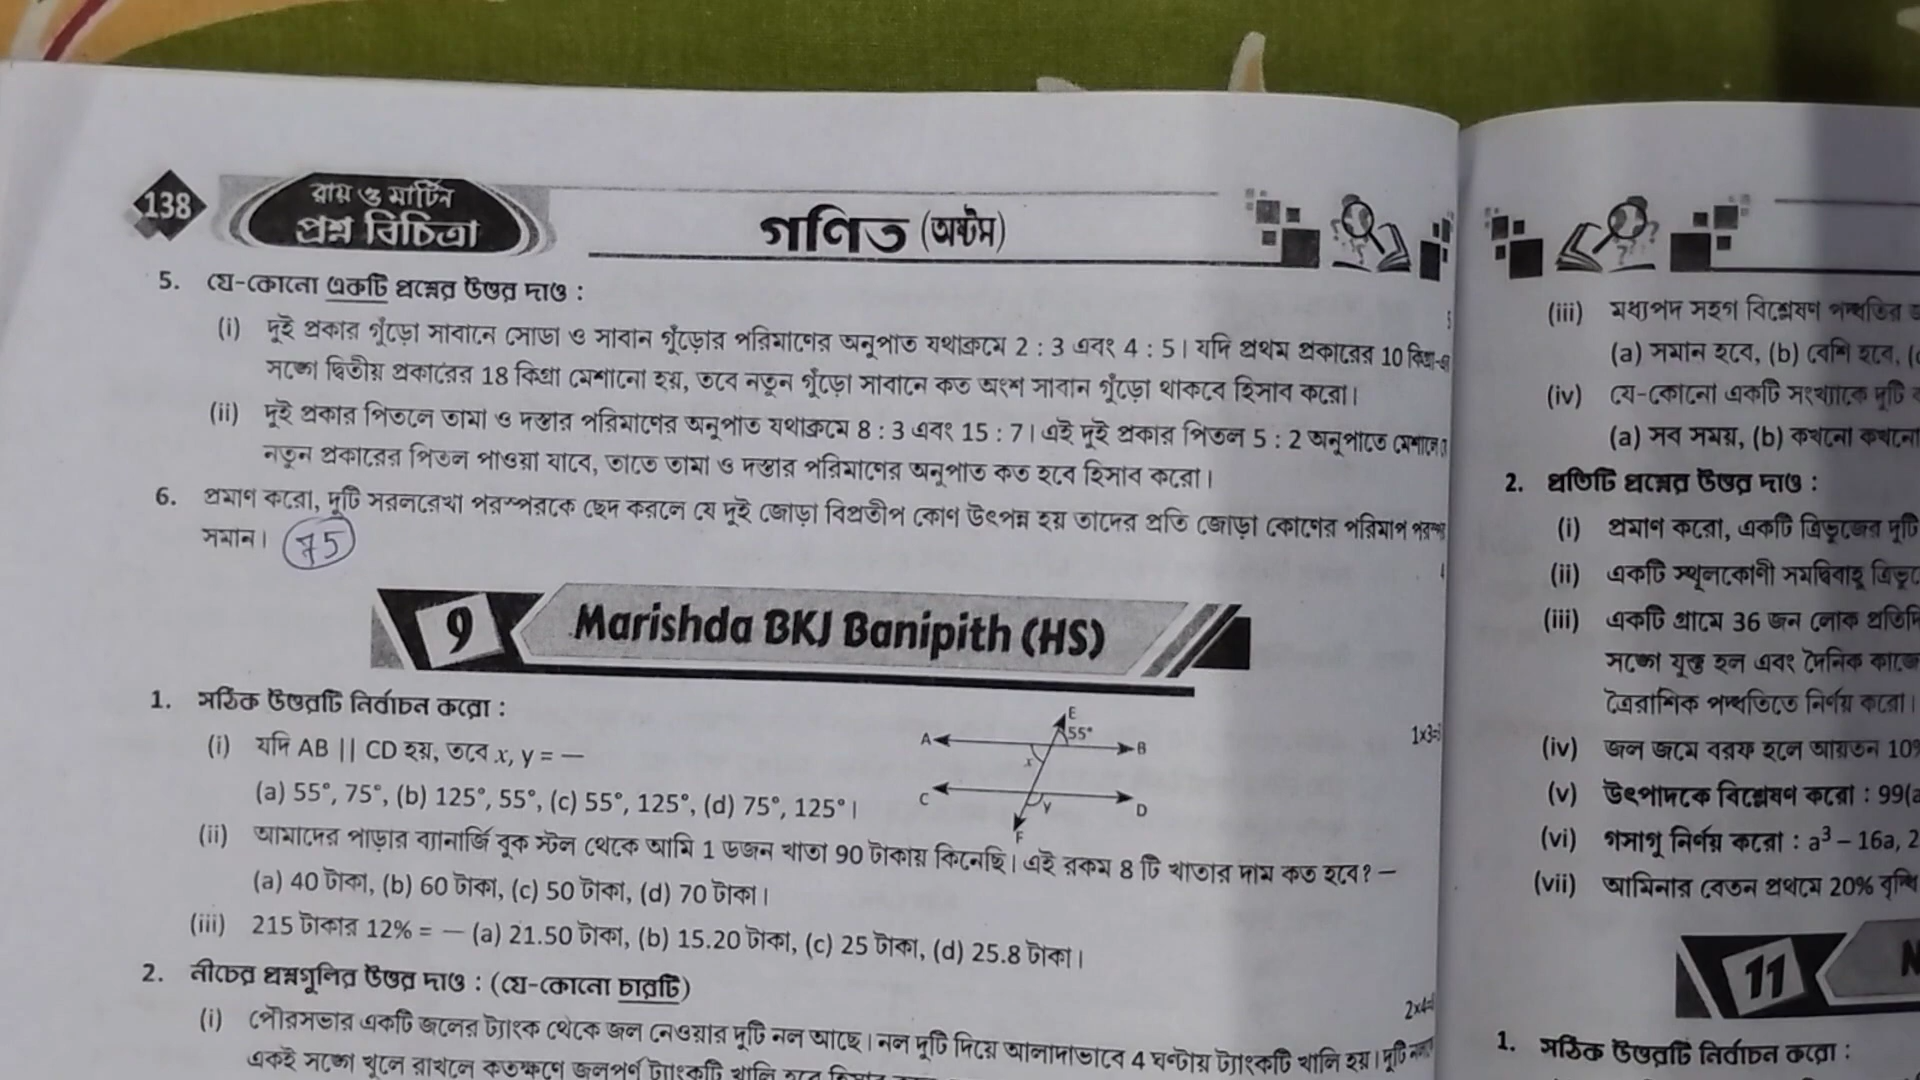 138
রায় ও মার্টিন
প্রশ্ন বিচিত্রা
গণিত (অষ্টম)
5. যে-কোনো একটি প্রশ্নের উত্তর দাও :
5
(i) দুই প্রকার গুঁড়ো সাবানে সোডা ও সাবান গুঁড়োর পরিমাণের অনুপাত যথাক্রমে 2 : 3 এবং 4 : 5। যদি প্রথম প্রকারের 10 কিগ্রা-র
সঙ্গে দ্বিতীয় প্রকারের 18 কিগ্রা মেশানো হয়, তবে নতুন গুঁড়ো সাবানে কত অংশ সাবান গুঁড়ো থাকবে হিসাব করো।
(ii) দুই প্রকার পিতলে তামা ও দস্তার পরিমাণের অনুপাত যথাক্রমে 8 : 3 এবং 15 : 7। এই দুই প্রকার পিতল 5 : 2 অনুপাতে মেশালে
নতুন প্রকারের পিতল পাওয়া যাবে, তাতে তামা ও দস্তার পরিমাণের অনুপাত কত হবে হিসাব করো।
6. প্রমাণ করো, দুটি সরলরেখা পরস্পরকে ছেদ করলে যে দুই জোড়া বিপ্রতীপ কোণ উৎপন্ন হয় তাদের প্রতি জোড়া কোণের পরিমাপ
সমান। 75
9 Marishda BKJ Banipith (HS)
1. সঠিক উত্তরটি নির্বাচন করো :
1×3=
(i) যদি AB || CD হয়, তবে x, y = —
(a) 55°, 75°, (b) 125°, 55°, (c) 55°, 125°, (d) 75°, 125°।
E
55°
A
B
x
C
D
y
F
(ii) আমাদের পাড়ার ব্যানার্জি বুক স্টল থেকে আমি 1 ডজন খাতা 90 টাকায় কিনেছি। এই রকম 8 টি খাতার দাম কত হবে? —
(a) 40 টাকা, (b) 60 টাকা, (c) 50 টাকা, (d) 70 টাকা।
(iii) 215 টাকার 12% = — (a) 21.50 টাকা, (b) 15.20 টাকা, (c) 25 টাকা, (d) 25.8 টাকা।
2. নীচের প্রশ্নগুলির উত্তর দাও : (যে-কোনো চারটি)
2×4=
(i) পৌরসভার একটি জলের ট্যাংক থেকে জল নেওয়ার দুটি নল আছে। নল দুটি দিয়ে আলাদাভাবে 4 ঘণ্টায় ট্যাংকটি খালি হয়। দুটি
একই সঙ্গে খুলে রাখলে কতক্ষণে জলপূর্ণ ট্যাংকটি খালি হবে
(iii) মধ্যপদ সহগ বিশ্লেষণ পদ্ধতির
(a) সমান হবে, (b) বেশি হবে,
(iv) যে-কোনো একটি সংখ্যাকে দুটি
(a) সব সময়, (b) কখনো কখনো
2. প্রতিটি প্রশ্নের উত্তর দাও :
(i) প্রমাণ করো, একটি ত্রিভুজের দুটি
(ii) একটি স্থূলকোণী সমদ্বিবাহু
(iii) একটি গ্রামে 36 জন লোক
সঙ্গে যুক্ত হল এবং দৈনিক
ত্রৈরাশিক পদ্ধতিতে নির্ণয় করো।
(iv) জল জমে বরফ হলে আয়তন 10%
(v) উৎপাদকে বিশ্লেষণ করো : 99(a
(vi) গসাগু নির্ণয় করো : a³ – 16a, 2
(vii) আমিনার বেতন প্রথমে 20% বৃদ্ধি
11 N
1. সঠিক উত্তরটি নির্বাচন করো :